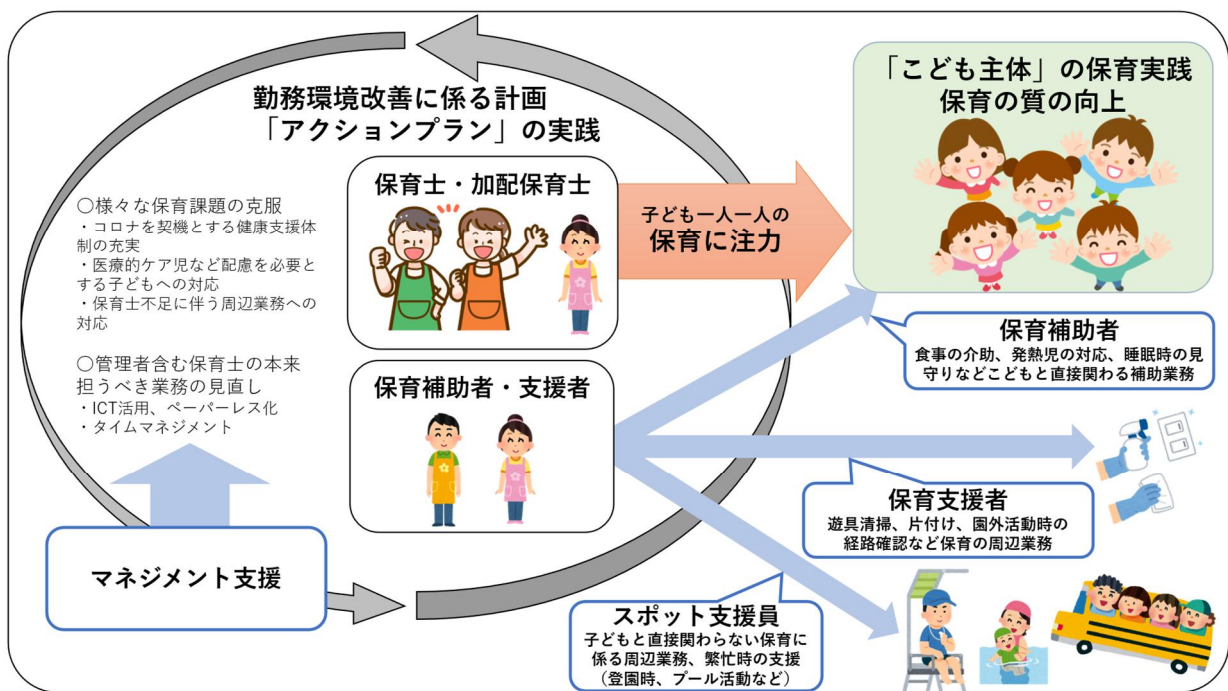 勤務環境改善に係る計画
「アクションプラン」の実践
○様々な保育課題の克服
・コロナを契機とする健康支援体
制の充実
・医療的ケア児など配慮を必要と
する子どもへの対応
・保育士不足に伴う周辺業務への
対応
○管理者含む保育士の本来
担うべき業務の見直し
・ICT活用、ペーパーレス化
・タイムマネジメント
マネジメント支援
保育士・加配保育士
保育補助者・支援者
子ども一人一人の
保育に注力
「こども主体」の保育実践
保育の質の向上
保育補助者
食事の介助、発熱児の対応、睡眠時の見
守りなどこどもと直接関わる補助業務
保育支援者
遊具清掃、片付け、園外活動時の
経路確認など保育の周辺業務
スポット支援員
子どもと直接関わらない保育に
係る周辺業務、繁忙時の支援
（登園時、プール活動など）